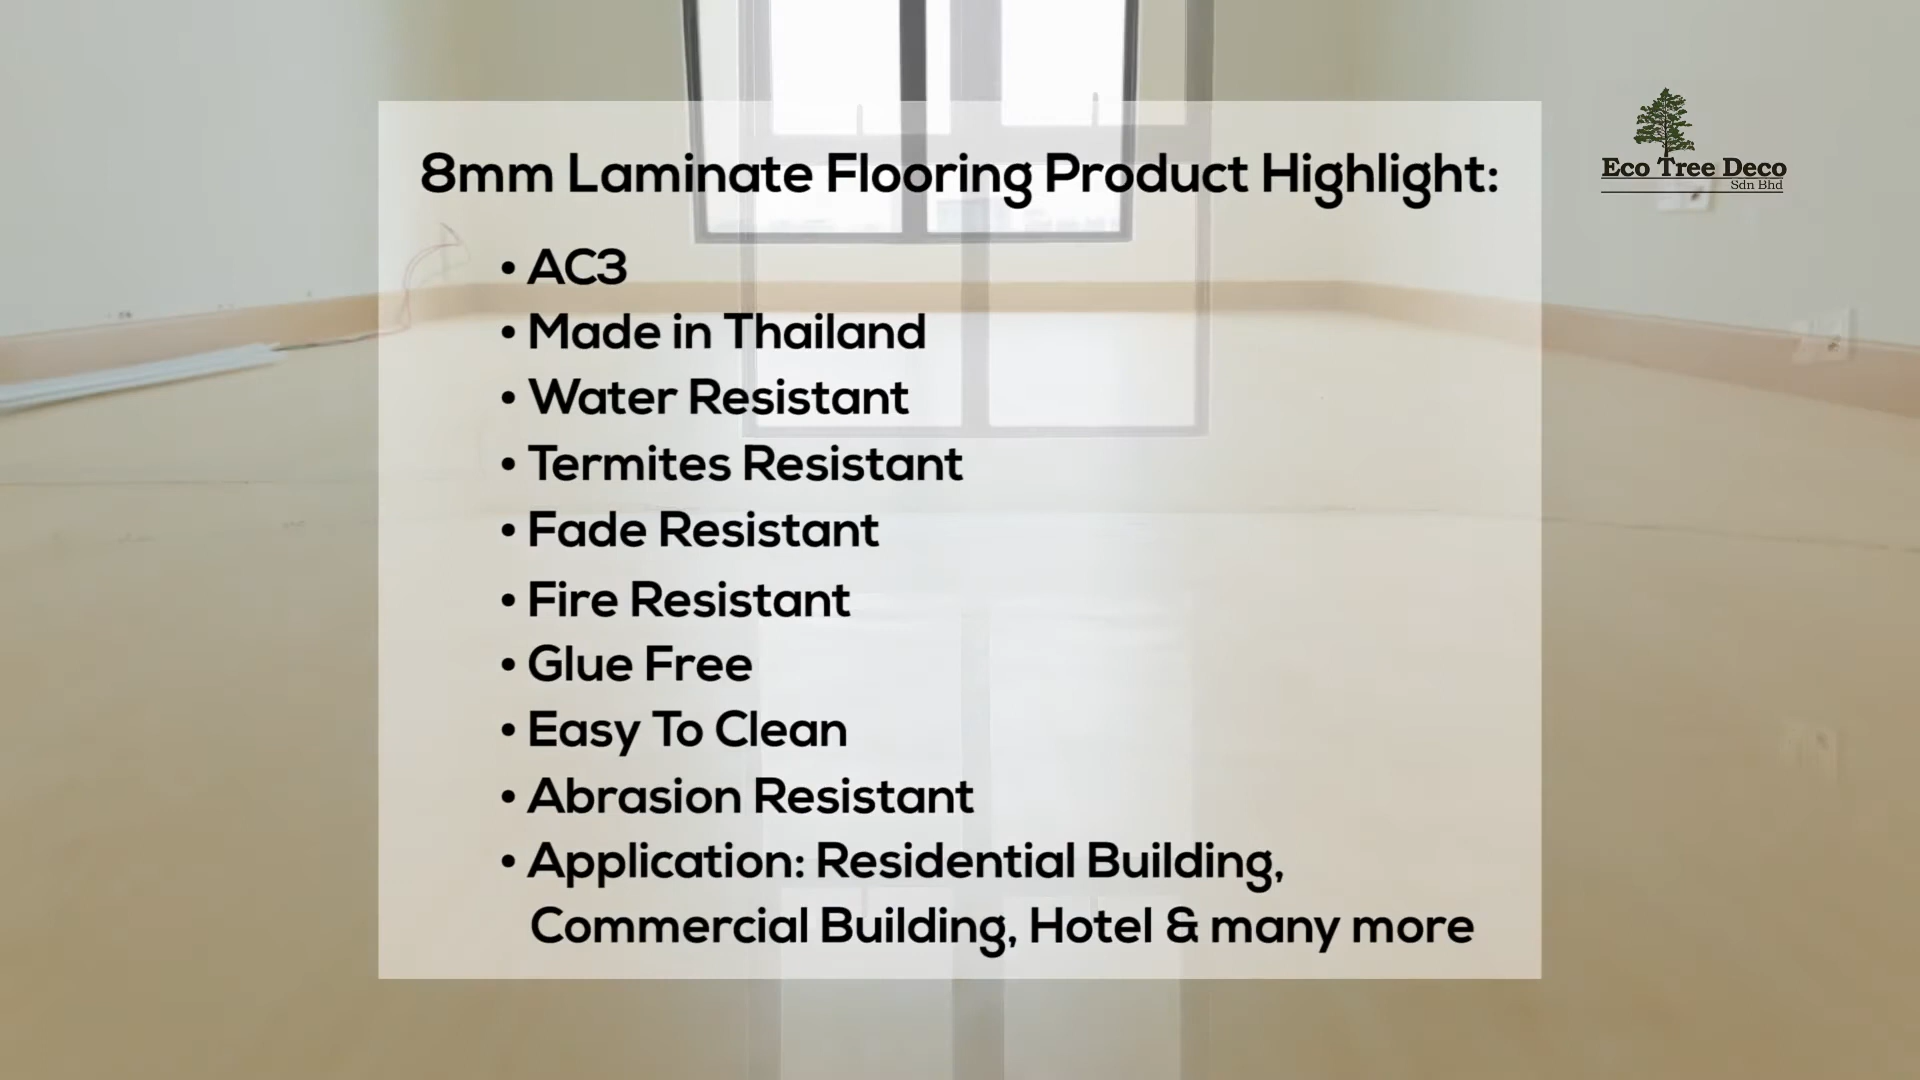 8mm Laminate Flooring Product Highlight:
Eco Tree Deco
Sdn Bhd
• AC3
• Made in Thailand
• Water Resistant
• Termites Resistant
• Fade Resistant
• Fire Resistant
• Glue Free
• Easy To Clean
• Abrasion Resistant
• Application: Residential Building,
Commercial Building, Hotel & many more